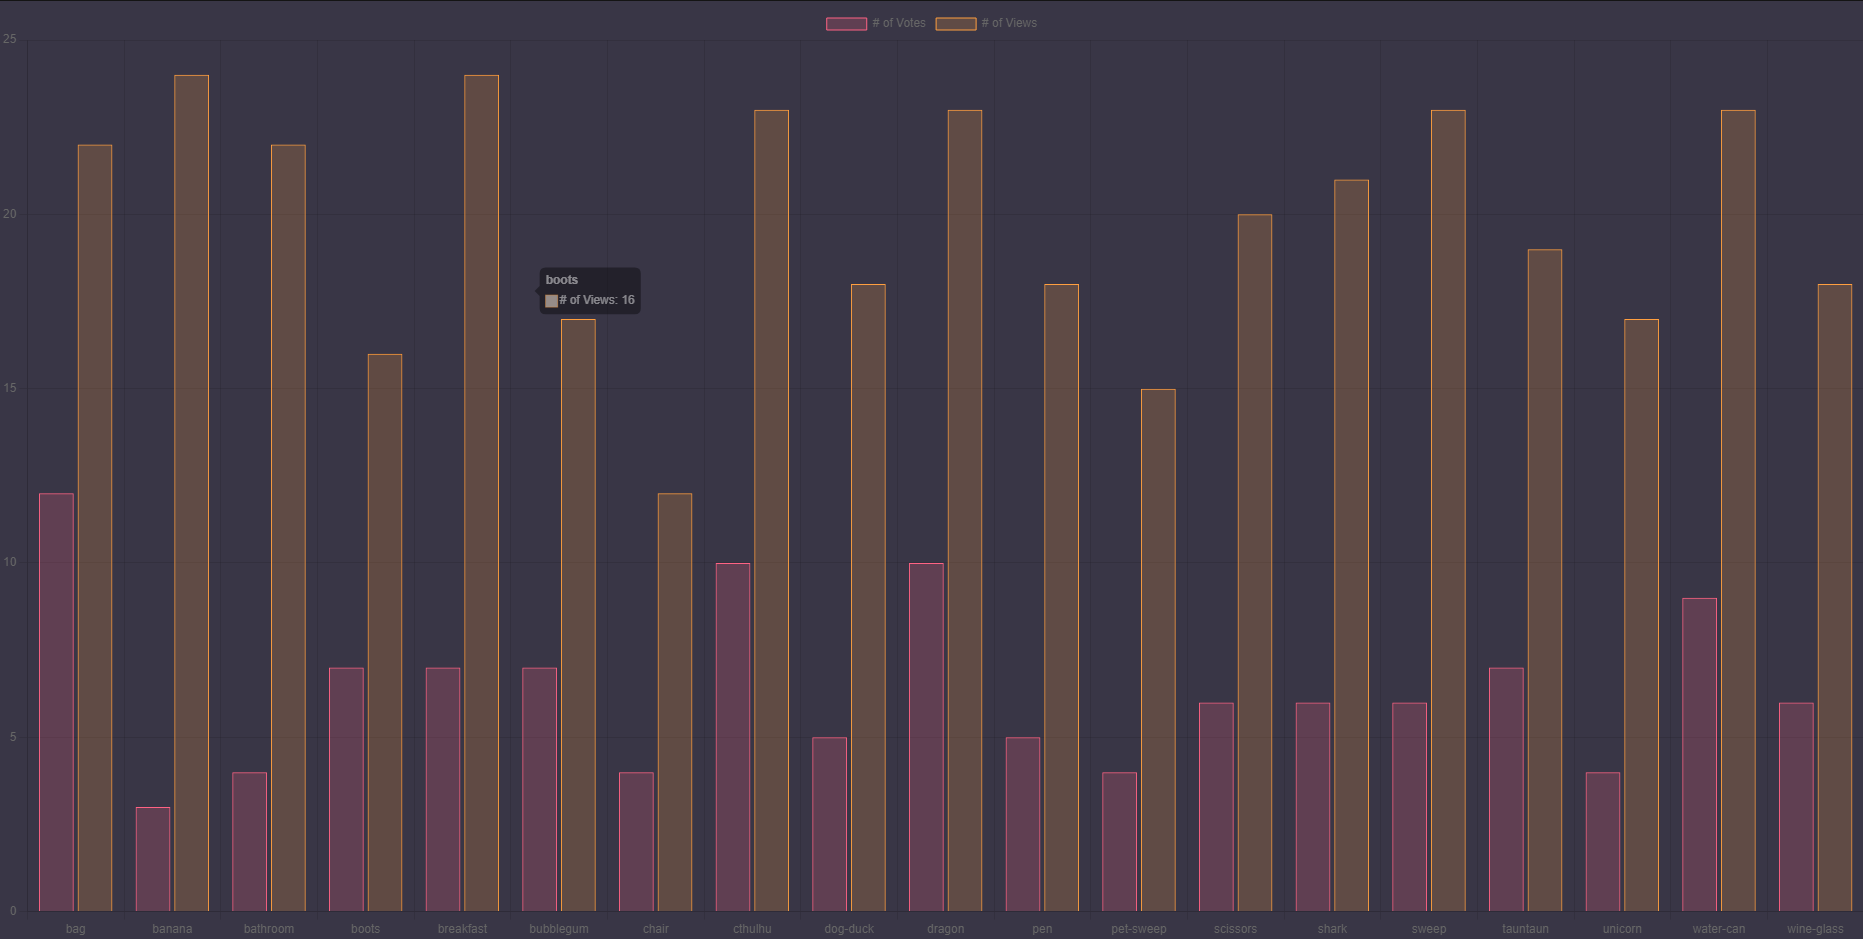 # of Votes # of Views
25
20
15
10
5
0
boots
# of Views: 16
bag banana bathroom boots breakfast bubblegum chair cthulhu dog-duck dragon pen pet-sweep scissors shark sweep tauntaun unicorn water-can wine-glass